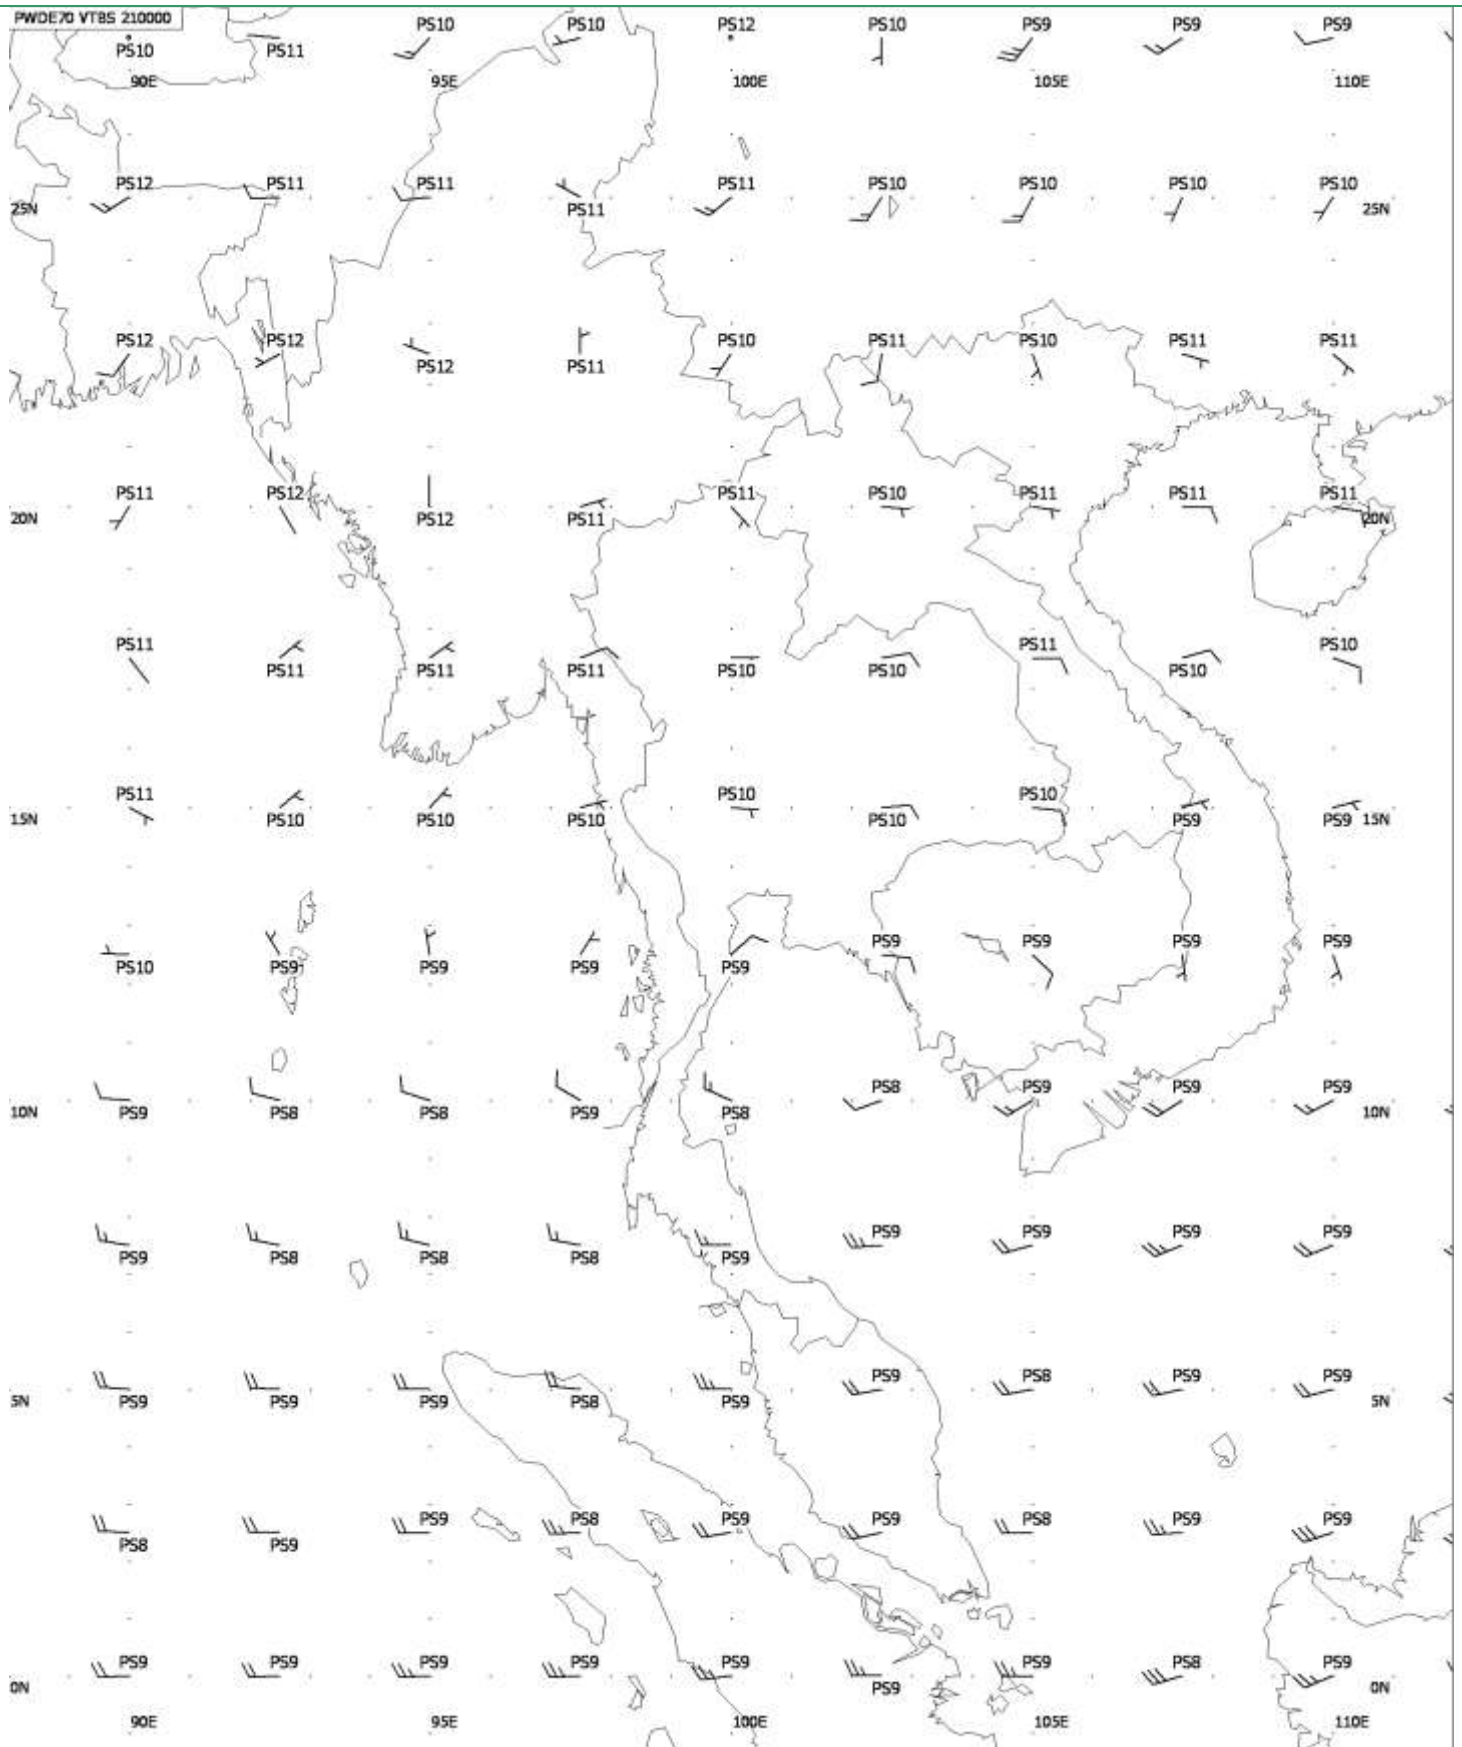 PWDE70 VTBS 210000
PS10 PS10 PS12 PS10 PS9 PS9 PS9
PS10 PS11
90E 95E 100E 105E 110E
PS12 PS11 PS11 PS11 PS10 PS10 PS10 PS10
25N PS11 25N
PS12 PS12 PS10 PS11 PS10 PS11 PS11
PS12 PS11
PS11 PS12 PS11 PS10 PS11 PS11 PS11
20N PS12 PS11 20N
PS11 PS11 PS10
PS11 PS11 PS11 PS10 PS10 PS10
PS11 PS10 PS10
15N PS10 PS10 PS10 PS10 PS9 PS9 15N
PS9 PS9 PS9 PS9
PS10 PS9 PS9 PS9 PS9
PS8 PS9 PS9 PS9
10N PS9 PS8 PS8 PS9 PS8 10N
PS9 PS9 PS9 PS9
PS9 PS8 PS8 PS8 PS9
PS9 PS8 PS9 PS9
5N PS9 PS9 PS9 PS8 PS9 5N
PS8 PS9 PS9 PS8 PS9 PS9
PS8 PS9 PS9
PS9 PS9 PS9 PS9 PS9 PS9 PS8 PS9
0N PS9 0N
90E 95E 100E 105E 110E